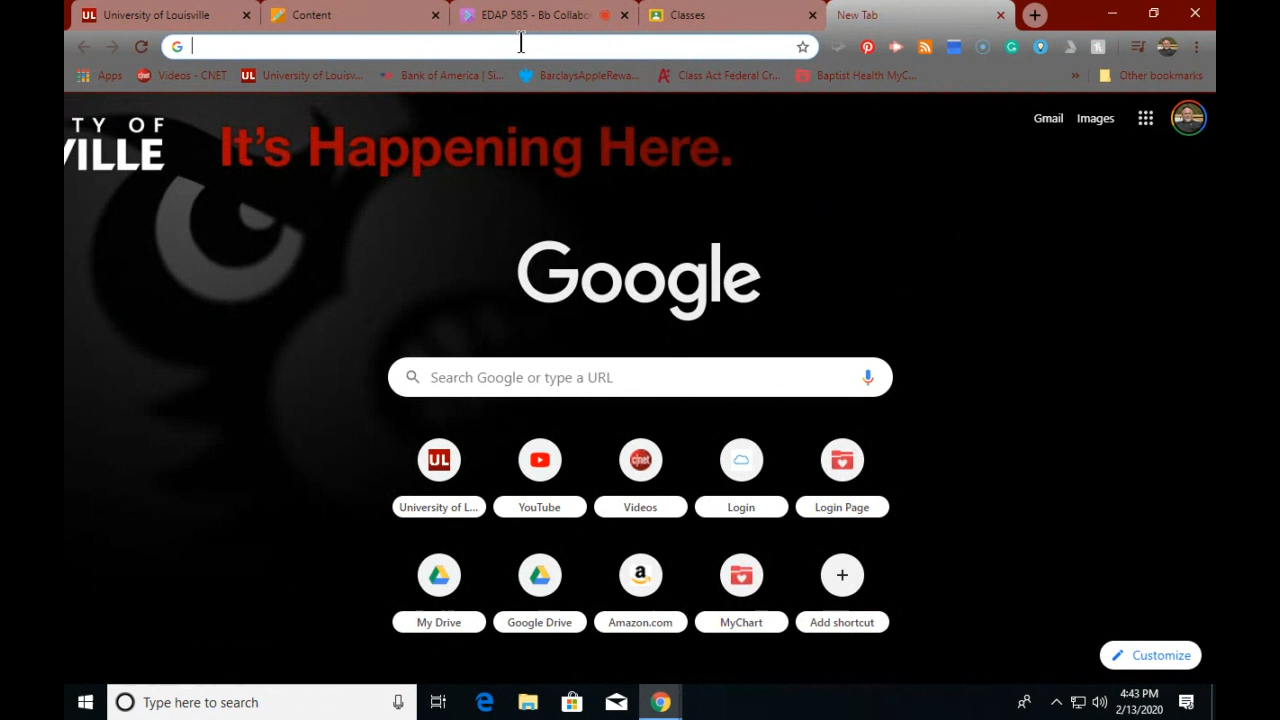 University of Louisville
Content
EDAP 585 - Bb Collabo
Classes
New Tab
Apps
Videos - CNET
University of Louisv...
Bank of America | Si...
BarclaysAppleRewa...
Class Act Federal Cr...
Baptist Health MyC...
Other bookmarks
TY OF
VILLE
It's Happening Here.
Gmail
Images
Google
Search Google or type a URL
UL
cnet
University of L...
YouTube
Videos
Login
Login Page
My Drive
Google Drive
Amazon.com
MyChart
Add shortcut
Customize
Type here to search
4:43 PM
2/13/2020